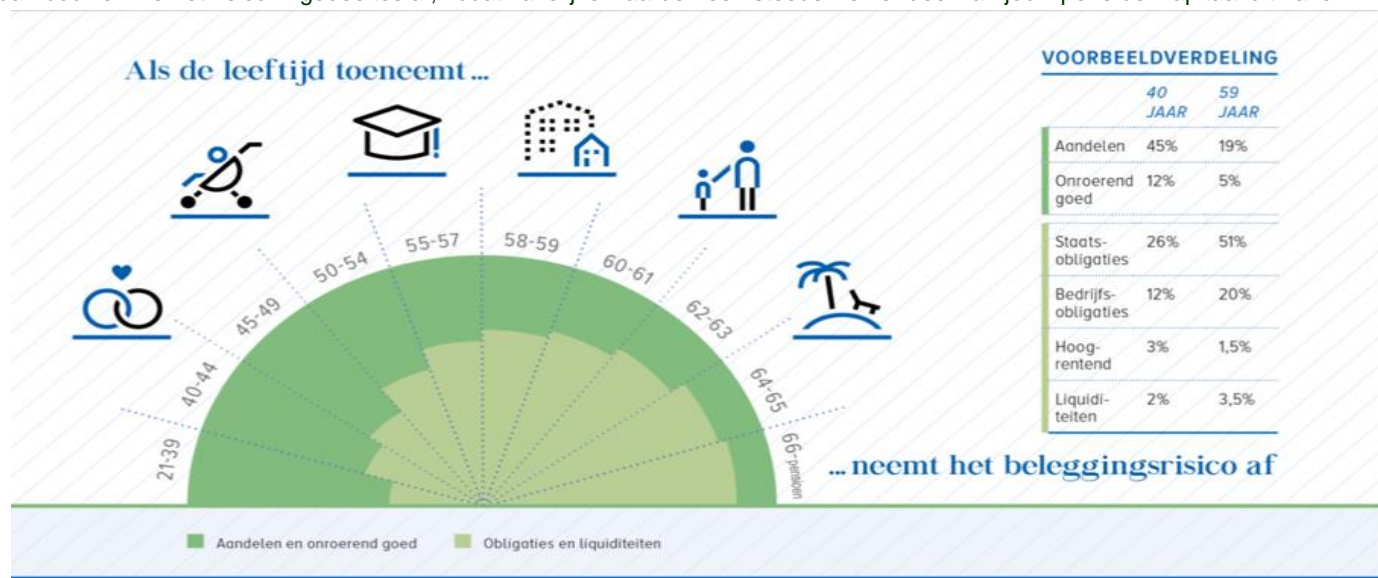 Als de leeftijd toeneemt...
21-39
40-44
45-49
50-54
55-57
58-59
60-61
62-63
64-65
66-pensioen
VOORBEELDVERDELING
40 JAAR 59 JAAR
Aandelen 45% 19%
Onroerend goed 12% 5%
Staats-obligaties 26% 51%
Bedrijfs-obligaties 12% 20%
Hoog-rentend 3% 1,5%
Liquidi-teiten 2% 3,5%
...neemt het beleggingsrisico af
Aandelen en onroerend goed
Obligaties en liquiditeiten